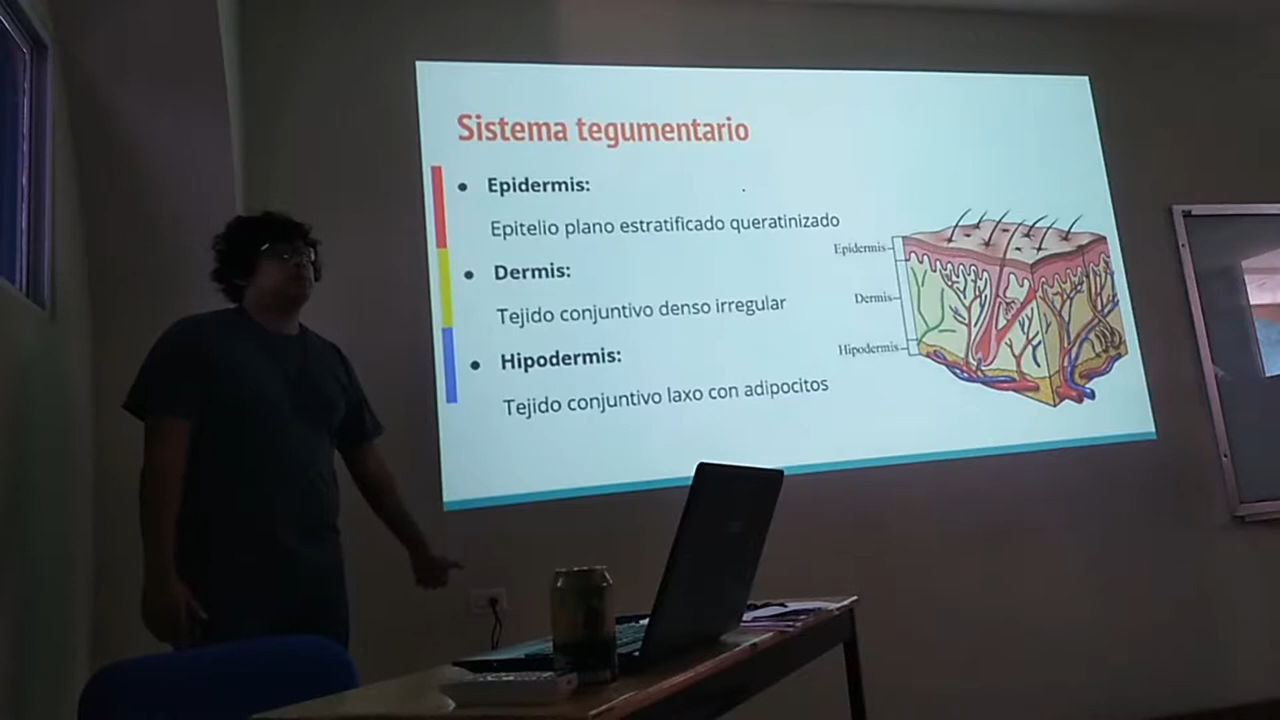 Sistema tegumentario
Epidermis:
Epitelio plano estratificado queratinizado
Dermis:
Tejido conjuntivo denso irregular
Hipodermis:
Tejido conjuntivo laxo con adipocitos
Epidermis
Dermis
Hipodermis